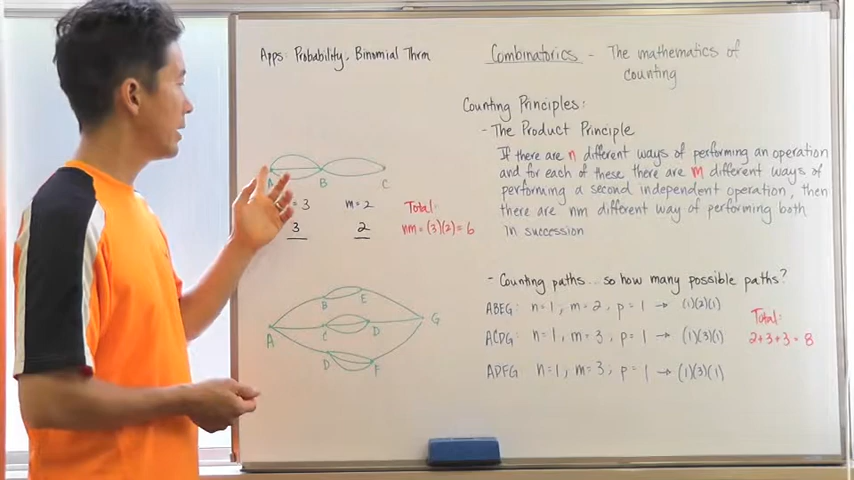 Apps: Probability, Binomial Thrm
Combinatorics - The mathematics of
counting
Counting Principles:
- The Product Principle
If there are n different ways of performing an operation
and for each of these there are m different ways of
performing a second independent operation, then
there are nm different way of performing both
in succession
A B C
= 3 m = 2 Total:
3 2 nm = (3)(2) = 6
- Counting paths...so how many possible paths?
ABEG: n=1, m=2, p=1 → (1)(2)(1)
ACDG: n=1, m=3, p=1 → (1)(3)(1)
ADFG: n=1, m=3, p=1 → (1)(3)(1)
Total:
2+3+3=8
B E
A C D G
D F